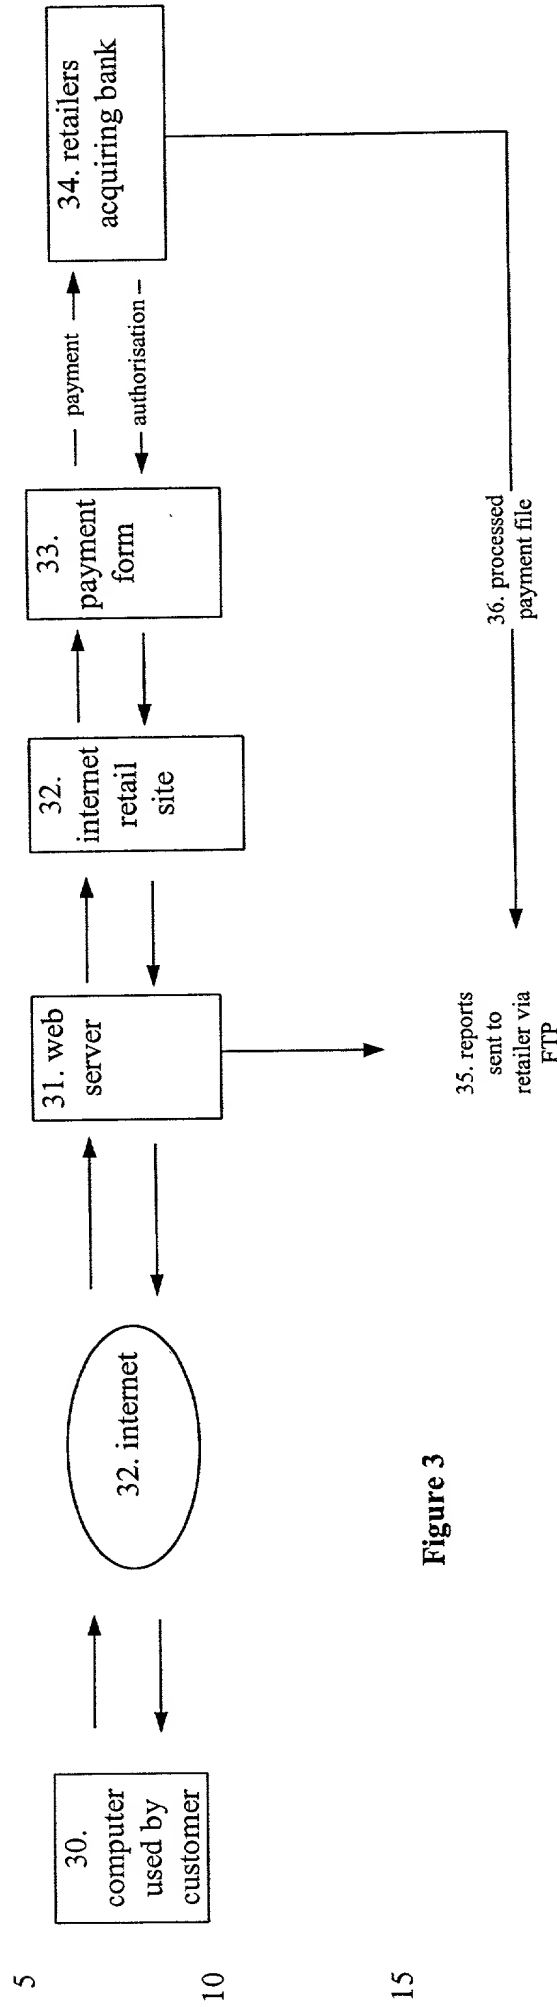 5
10
15
30.
computer
used by
customer
32. internet
31. web
server
32.
internet
retail
site
33.
payment
form
payment
authorisation
34. retailers
acquiring bank
35. reports
sent to
retailer via
FTP
36. processed
payment file
Figure 3